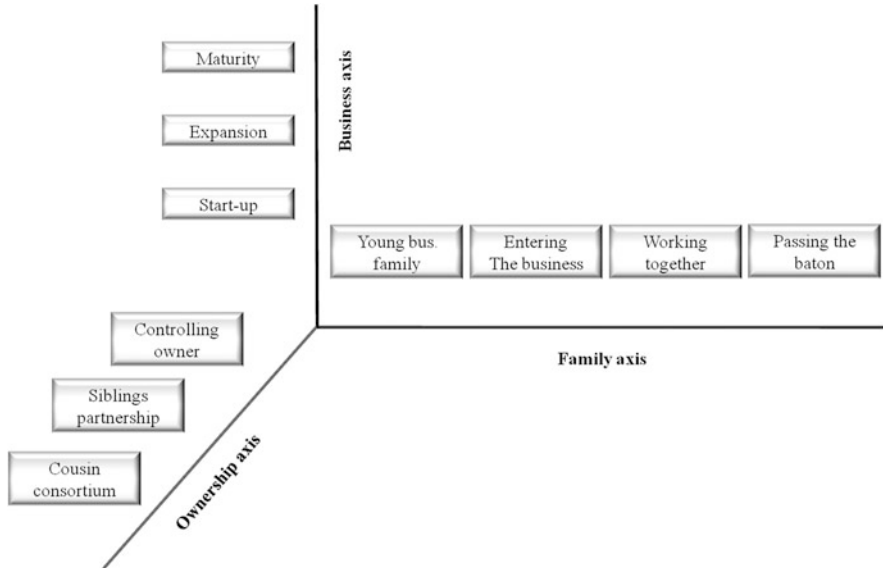 Maturity
Expansion
Start-up
Business axis
Young bus.
family
Entering
The business
Working
together
Passing the
baton
Family axis
Controlling
owner
Siblings
partnership
Cousin
consortium
Ownership axis